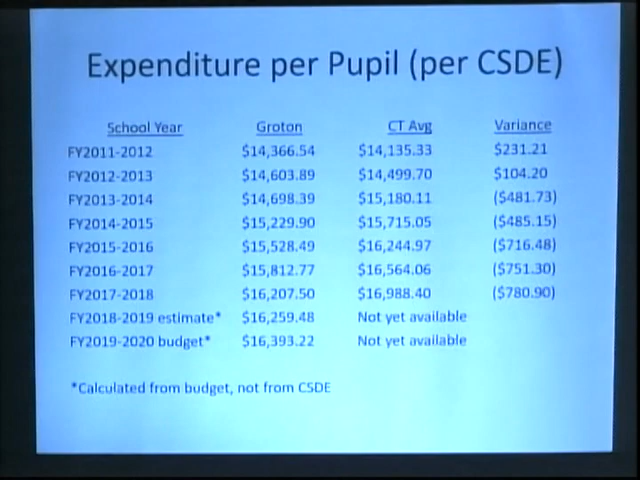 Expenditure per Pupil (per CSDE)
School Year Groton CT Avg Variance
FY2011-2012 $14,366.54 $14,135.33 $231.21
FY2012-2013 $14,603.89 $14,499.70 $104.20
FY2013-2014 $14,698.39 $15,180.11 ($481.73)
FY2014-2015 $15,229.90 $15,715.05 ($485.15)
FY2015-2016 $15,528.49 $16,244.97 ($716.48)
FY2016-2017 $15,812.77 $16,564.06 ($751.30)
FY2017-2018 $16,207.50 $16,988.40 ($780.90)
FY2018-2019 estimate* $16,259.48 Not yet available
FY2019-2020 budget* $16,393.22 Not yet available
*Calculated from budget, not from CSDE